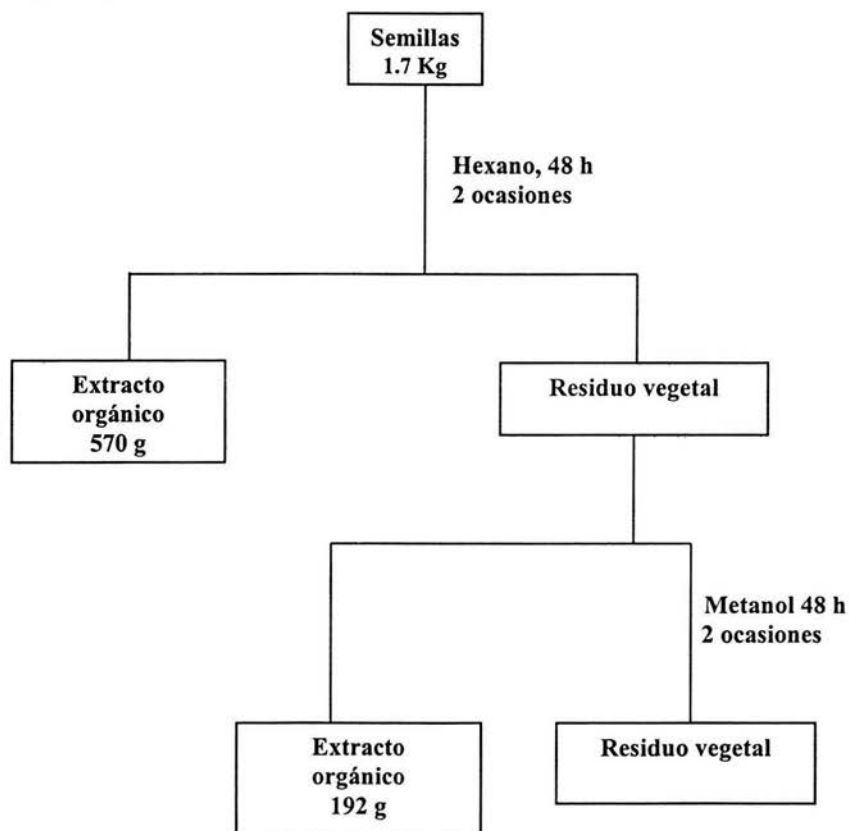 Semillas
1.7 Kg
Hexano, 48 h
2 ocasiones
Extracto
orgánico
570 g
Residuo vegetal
Metanol 48 h
2 ocasiones
Extracto
orgánico
192 g
Residuo vegetal